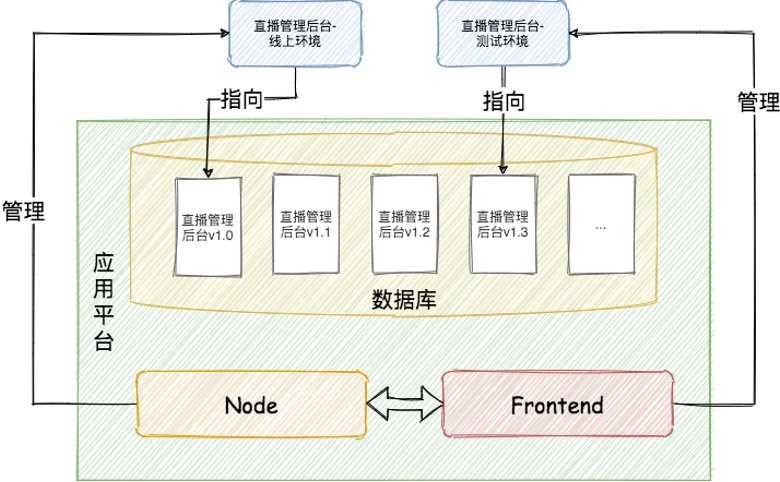 直播管理后台-
线上环境
直播管理后台-
测试环境
指向
指向
管理
管理
直播管理
后台v1.0
直播管理
后台v1.1
直播管理
后台v1.2
直播管理
后台v1.3
...
应
用
平
台
数据库
Node
Frontend